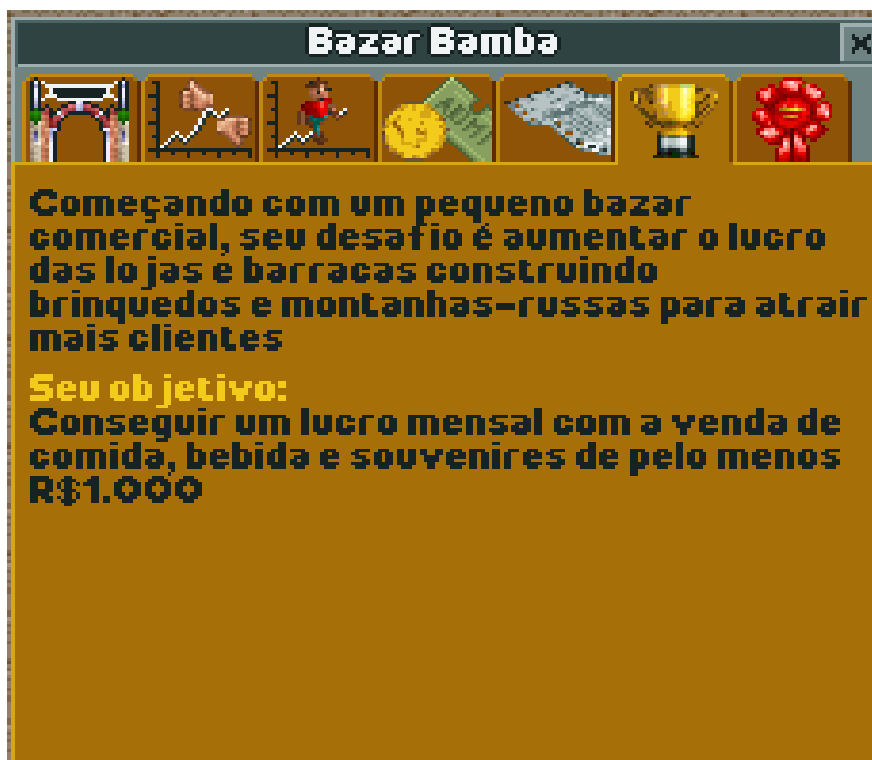 Bazar Bamba
Começando com um pequeno bazar
comercial, seu desafio é aumentar o lucro
das lojas e barracas construindo
brinquedos e montanhas-russas para atrair
mais clientes
Seu objetivo:
Conseguir um lucro mensal com a venda de
comida, bebida e souvenires de pelo menos
R$1.000